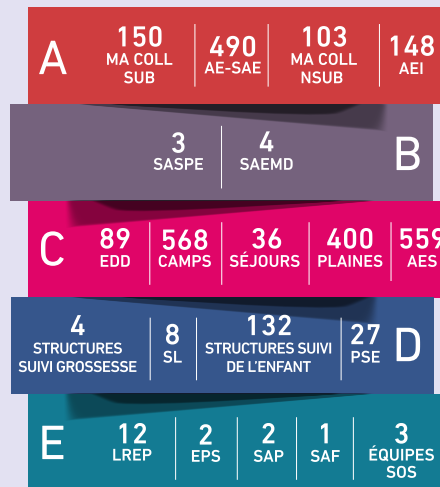 A
150
MA COLL
SUB
490
AE-SAE
103
MA COLL
NSUB
148
AEI
3
SASPE
4
SAEMD
B
C
89
EDD
568
CAMPS
36
SÉJOURS
400
PLAINES
559
AES
4
STRUCTURES
SUIVI GROSSESSE
8
SL
132
STRUCTURES SUIVI
DE L'ENFANT
27
PSE
D
E
12
LREP
2
EPS
2
SAP
1
SAF
3
ÉQUIPES
SOS